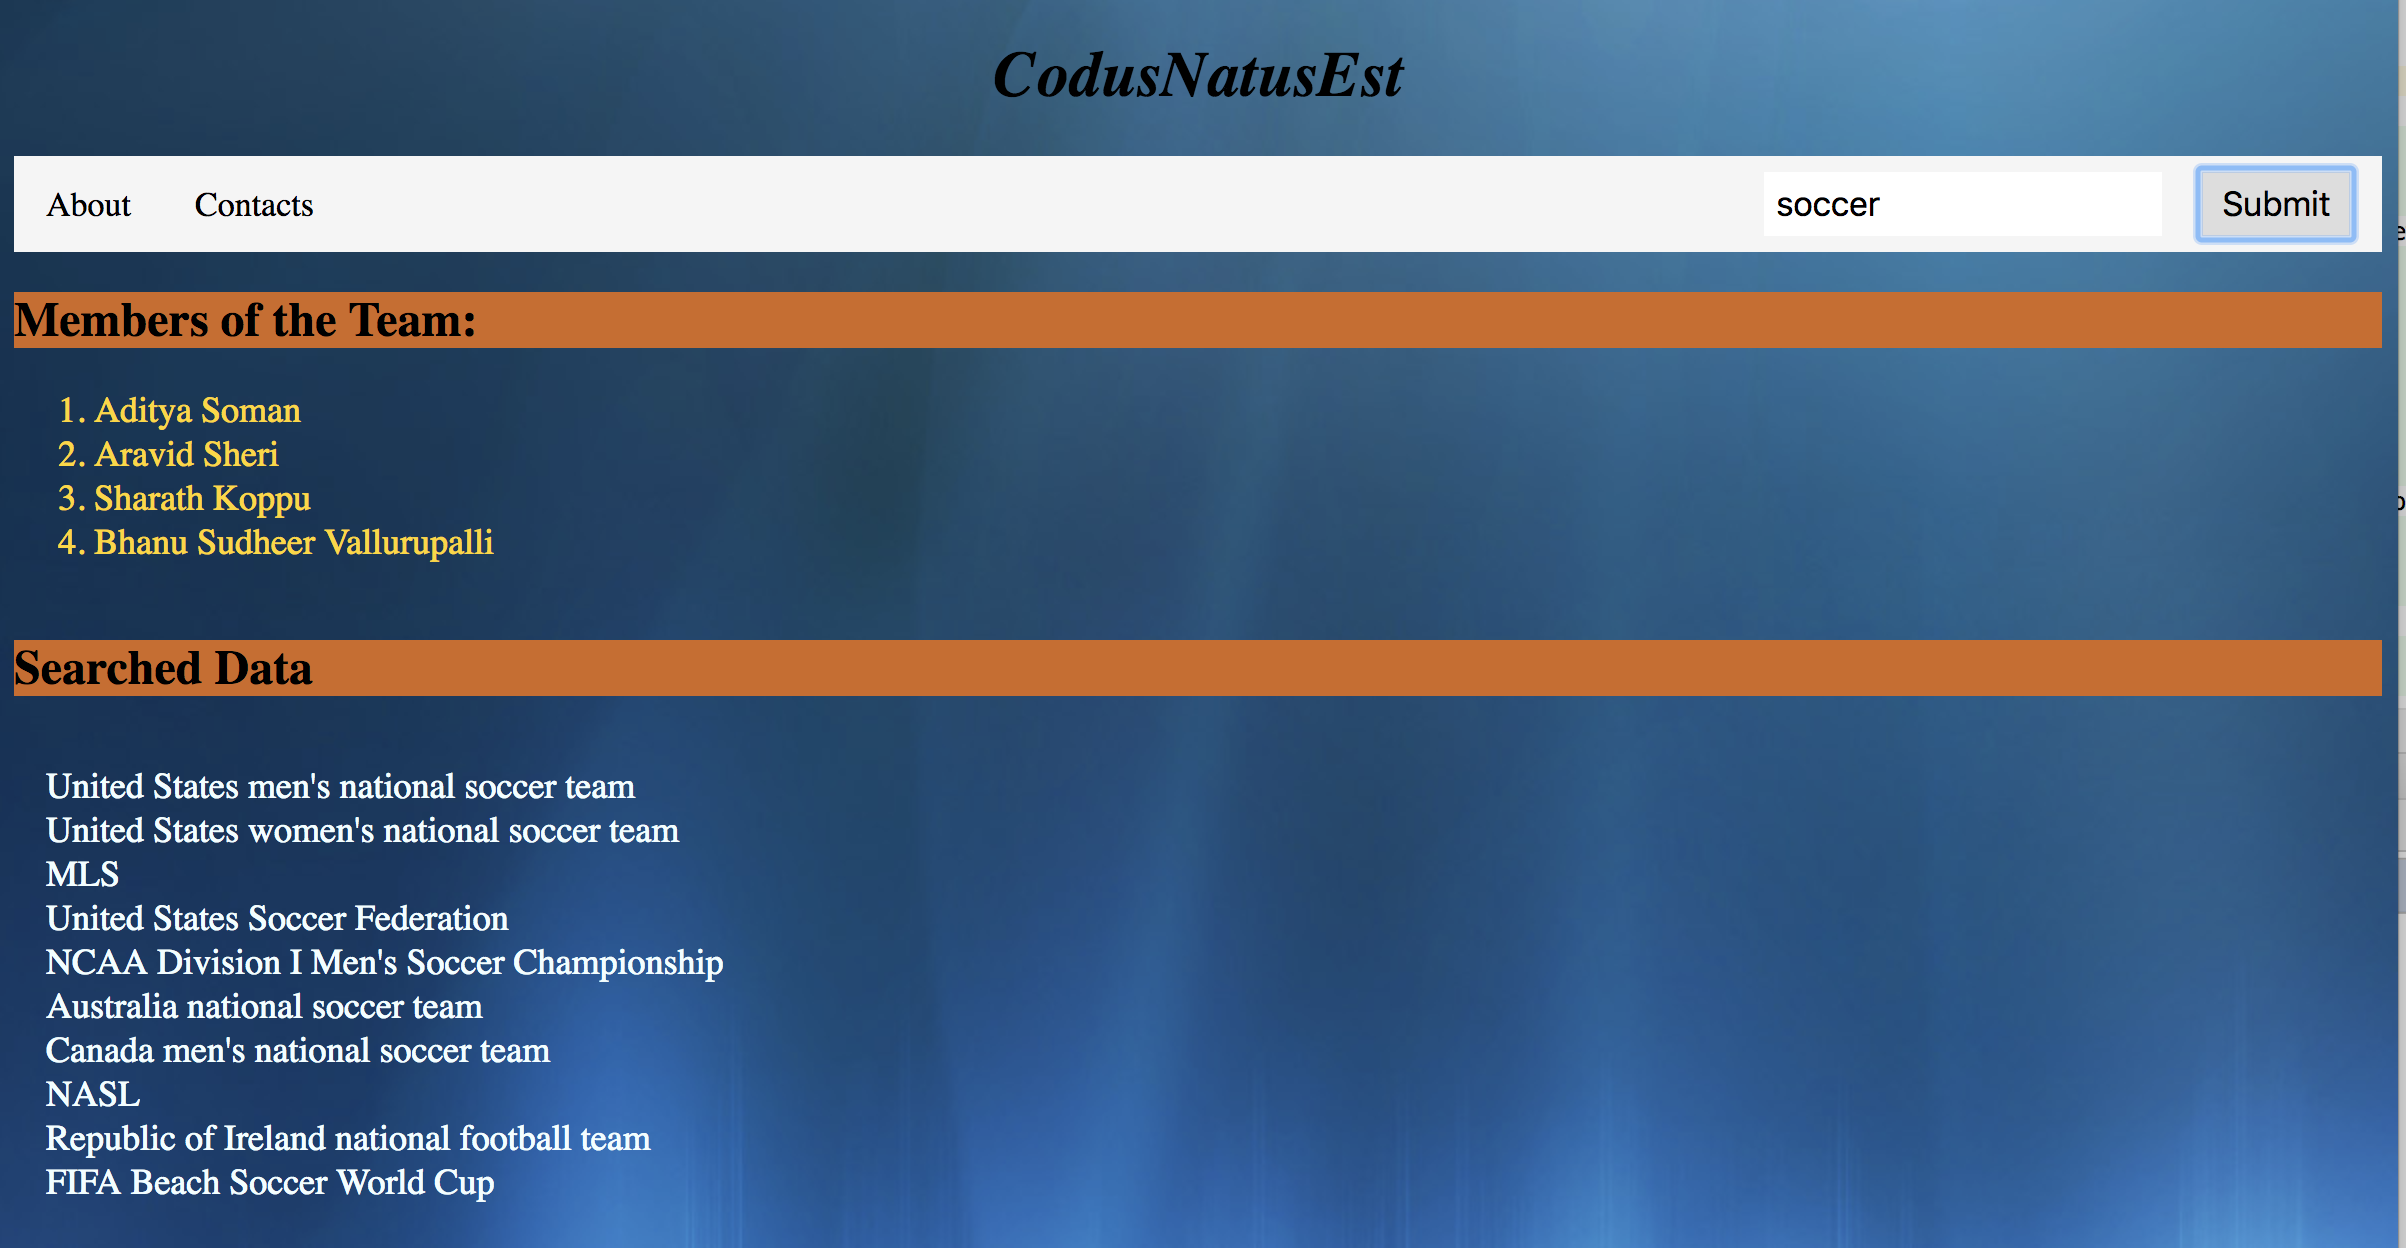 CodusNatusEst
About Contacts soccer Submit
Members of the Team:
1. Aditya Soman
2. Aravid Sheri
3. Sharath Koppu
4. Bhanu Sudheer Vallurupalli
Searched Data
United States men's national soccer team
United States women's national soccer team
MLS
United States Soccer Federation
NCAA Division I Men's Soccer Championship
Australia national soccer team
Canada men's national soccer team
NASL
Republic of Ireland national football team
FIFA Beach Soccer World Cup